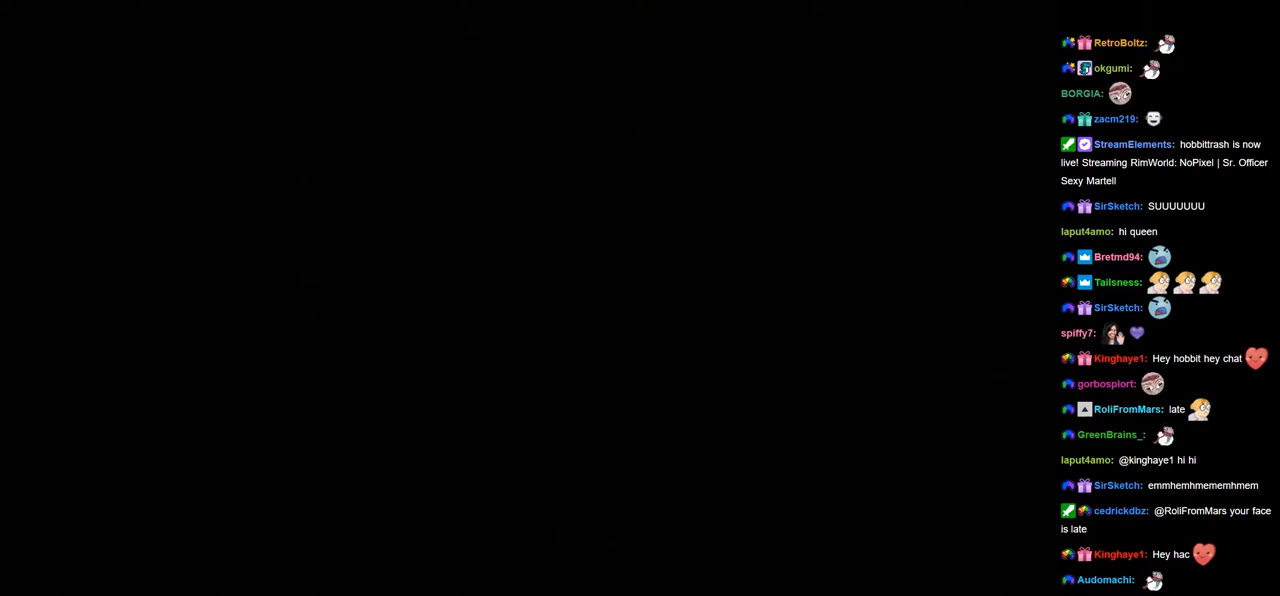 RetroBoltz:
okgumi:
BORGIA:
zacm219:
StreamElements: hobbittrash is now
live! Streaming RimWorld: NoPixel | Sr. Officer
Sexy Martell
SirSketch: SUUUUUUU
laput4amo: hi queen
Bretmd94:
Tailsness:
SirSketch:
spiffy7:
Kinghaye1: Hey hobbit hey chat
gorbosplort:
RoliFromMars: late
GreenBrains_:
laput4amo: @kinghaye1 hi hi
SirSketch: emmhemhmememhmem
cedrickdbz: @RoliFromMars your face
is late
Kinghaye1: Hey hac
Audomachi: